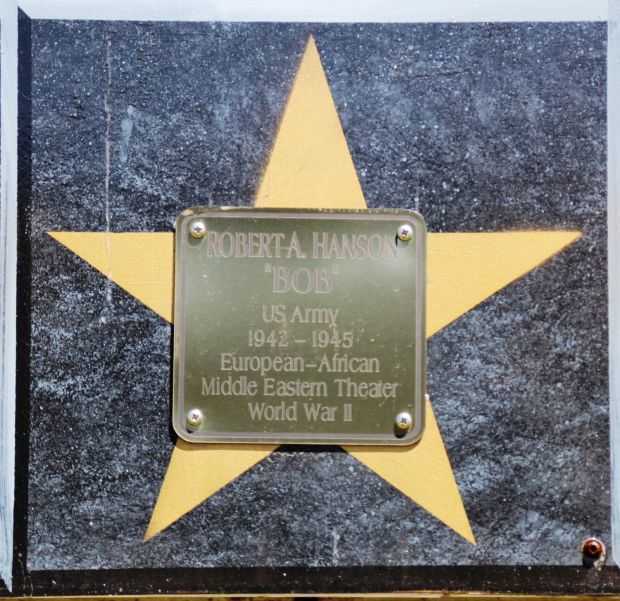 ROBERT A. HANSON
"BOB"
US Army
1942 – 1945
European–African
Middle Eastern Theater
World War II